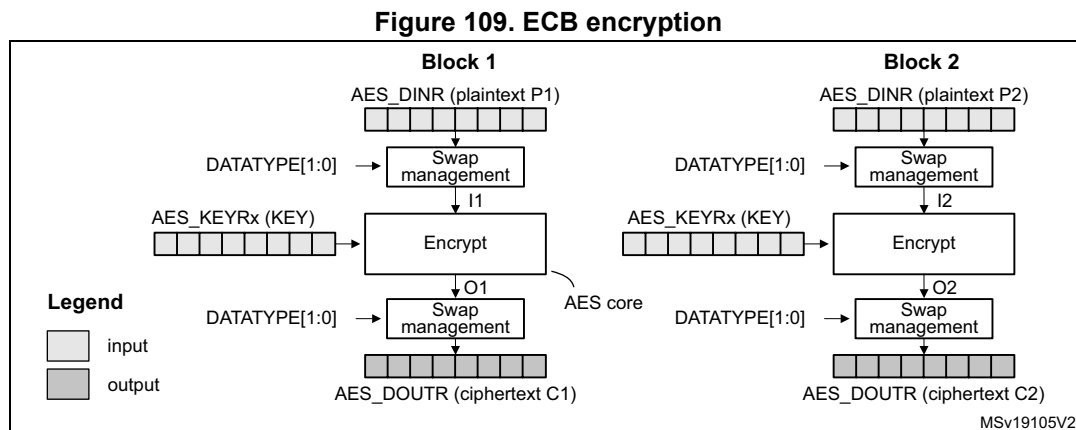 Figure 109. ECB encryption
Block 1
AES_DINR (plaintext P1)
DATATYPE[1:0]
Swap
management
I1
AES_KEYRx (KEY)
Encrypt
O1
AES core
DATATYPE[1:0]
Swap
management
AES_DOUTR (ciphertext C1)
Block 2
AES_DINR (plaintext P2)
DATATYPE[1:0]
Swap
management
I2
AES_KEYRx (KEY)
Encrypt
O2
DATATYPE[1:0]
Swap
management
AES_DOUTR (ciphertext C2)
Legend
input
output
MSv19105V2